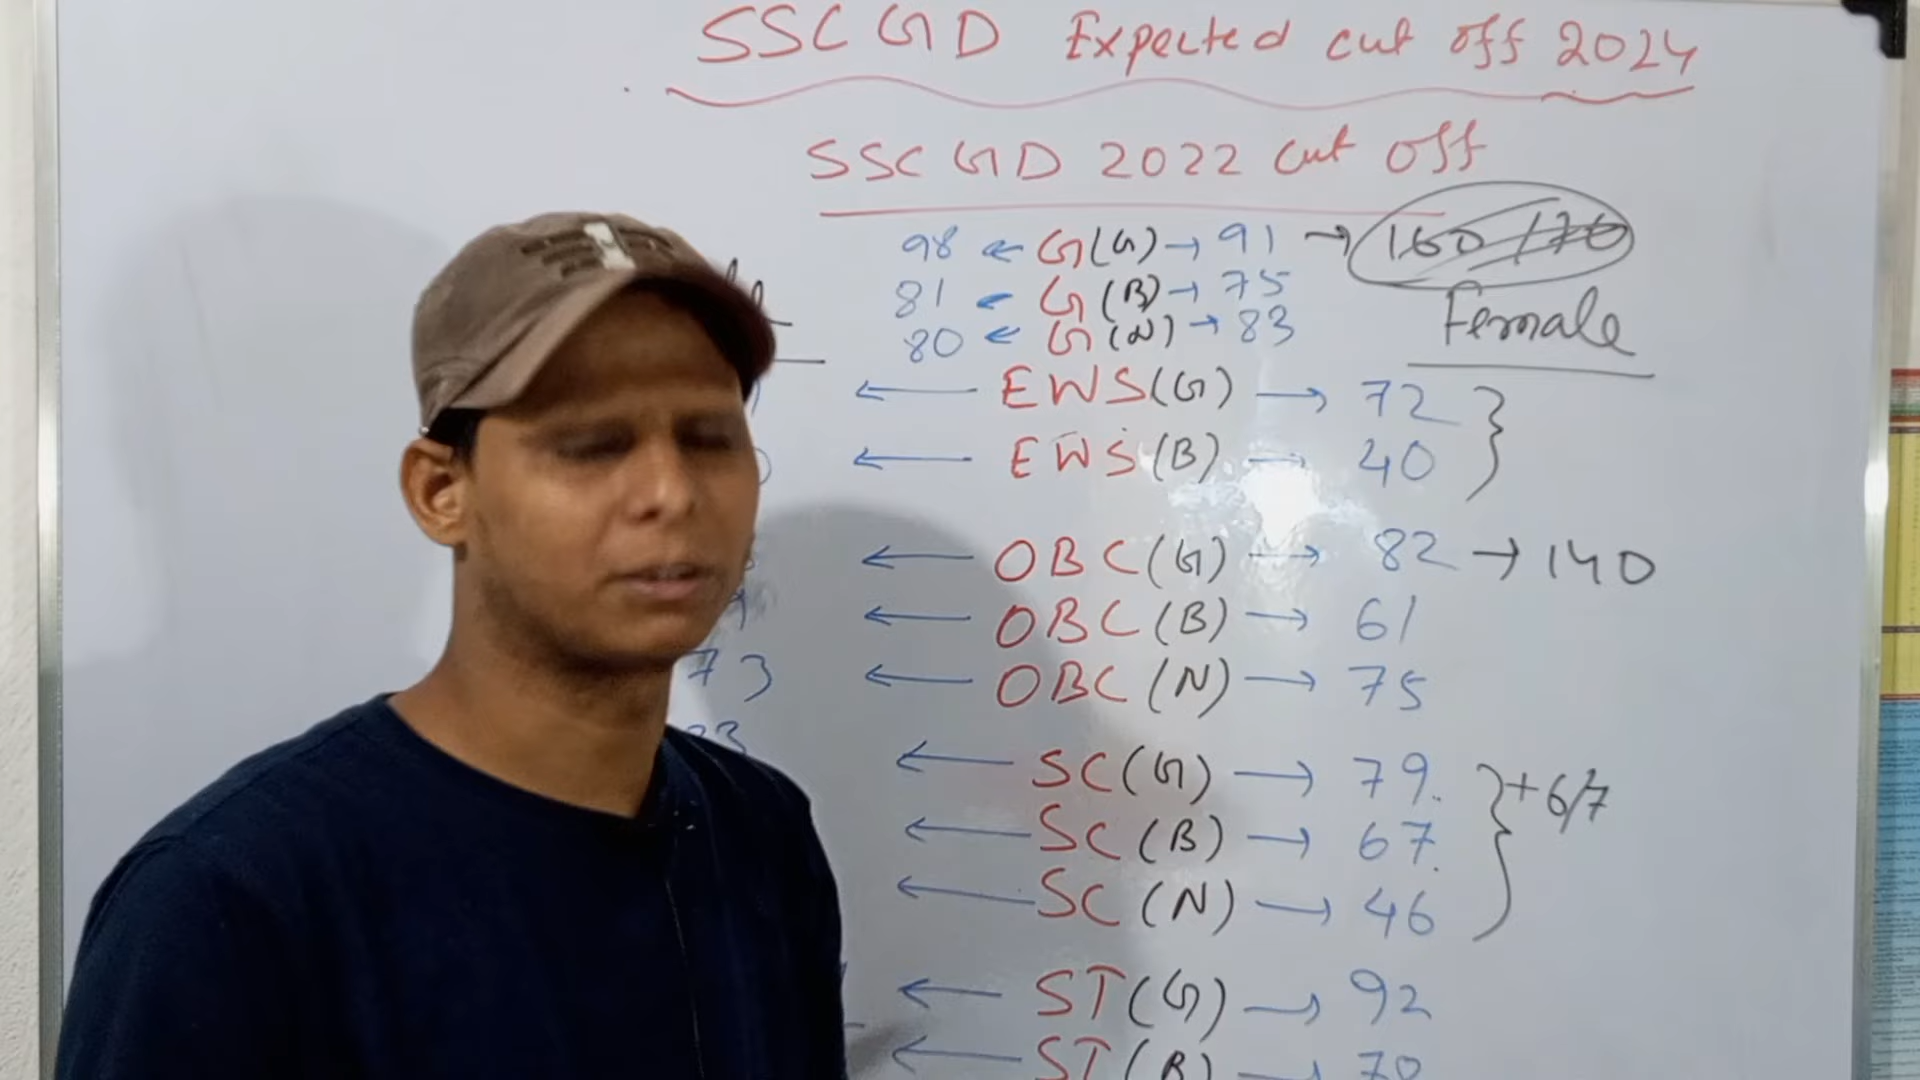 SSC GD Expected cut off 2024
SSC GD 2022 cut off
98 ← G(G) → 91 → 160/170
81 ← G(B) → 75
80 ← G(N) → 83
Female
← EWS(G) → 72
← EWS(B) → 40
← OBC(G) → 82 → 140
← OBC(B) → 61
73 ← OBC(N) → 75
← SC(G) → 79
← SC(B) → 67
← SC(N) → 46
+6/7
← ST(G) → 92
← ST(B) → 70